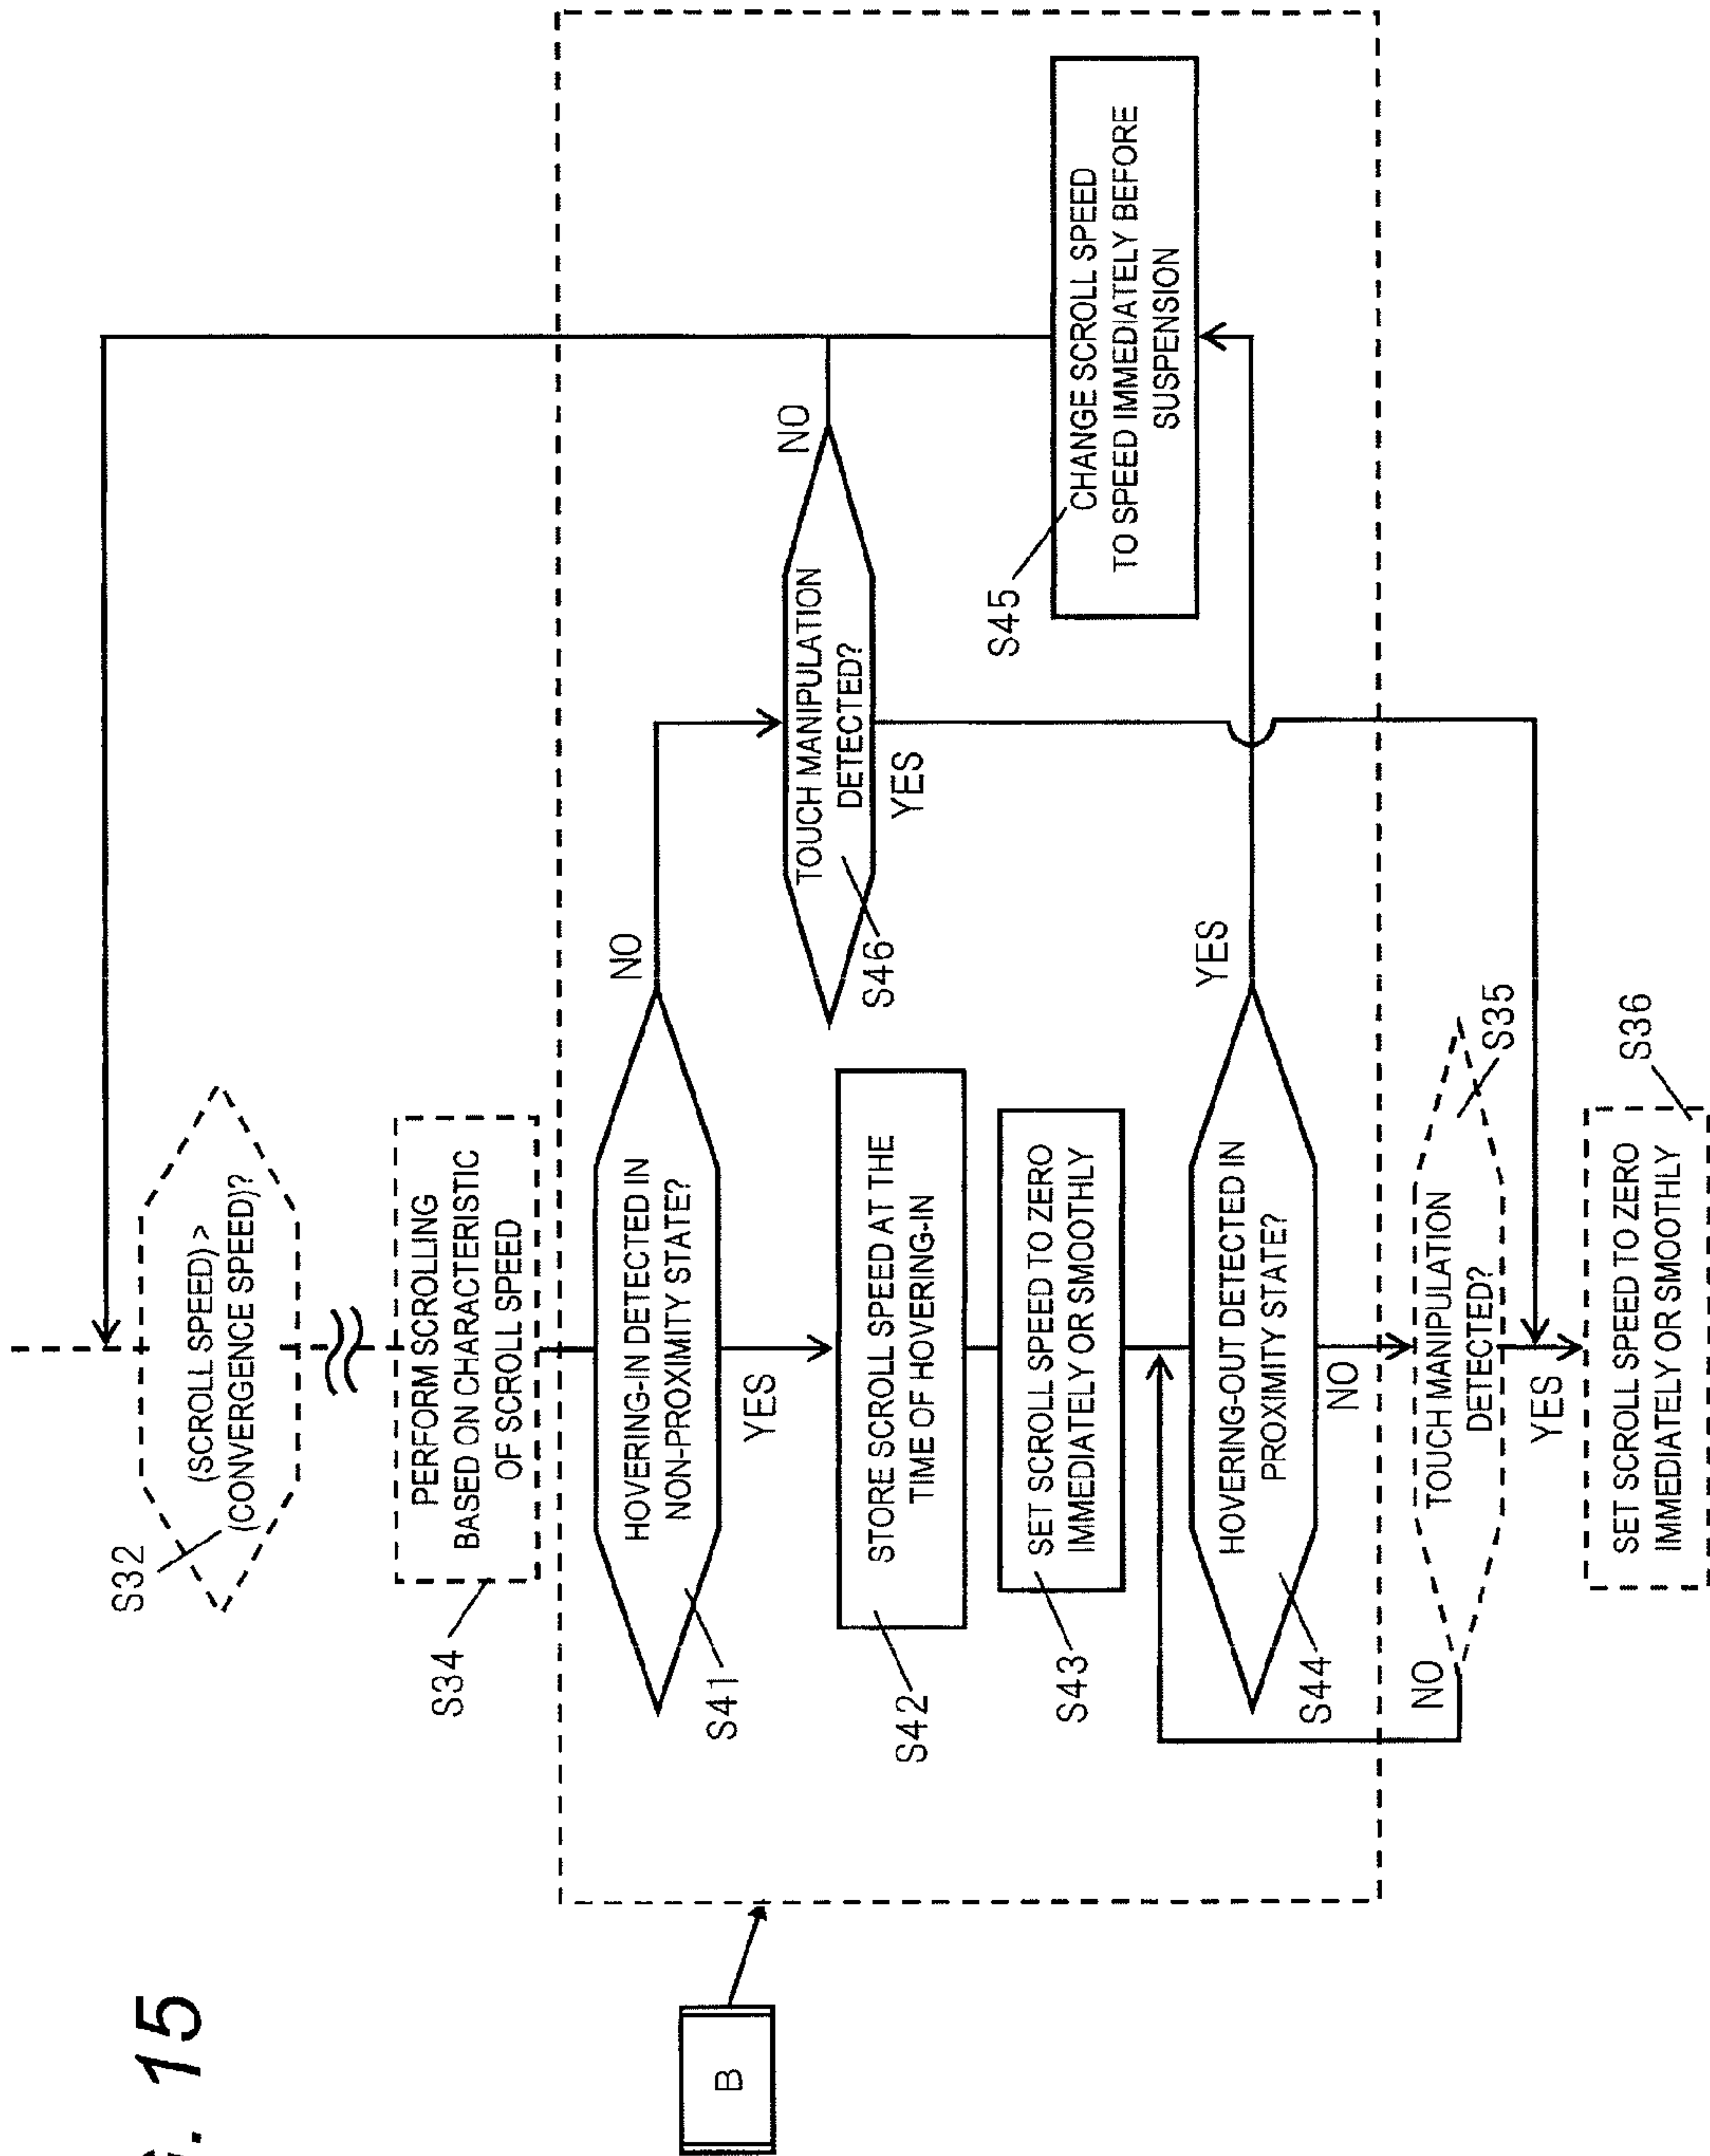 G. 15
B
S32
(SCROLL SPEED) >
(CONVERGENCE SPEED)?
S34
PERFORM SCROLLING
BASED ON CHARACTERISTIC
OF SCROLL SPEED
S41
HOVERING-IN DETECTED IN
NON-PROXIMITY STATE?
NO
YES
S42
STORE SCROLL SPEED AT THE
TIME OF HOVERING-IN
S43
SET SCROLL SPEED TO ZERO
IMMEDIATELY OR SMOOTHLY
S44
HOVERING-OUT DETECTED IN
PROXIMITY STATE?
YES
NO
S46
TOUCH MANIPULATION
DETECTED?
NO
YES
S45
CHANGE SCROLL SPEED
TO SPEED IMMEDIATELY BEFORE
SUSPENSION
S35
TOUCH MANIPULATION
DETECTED?
NO
YES
S36
SET SCROLL SPEED TO ZERO
IMMEDIATELY OR SMOOTHLY